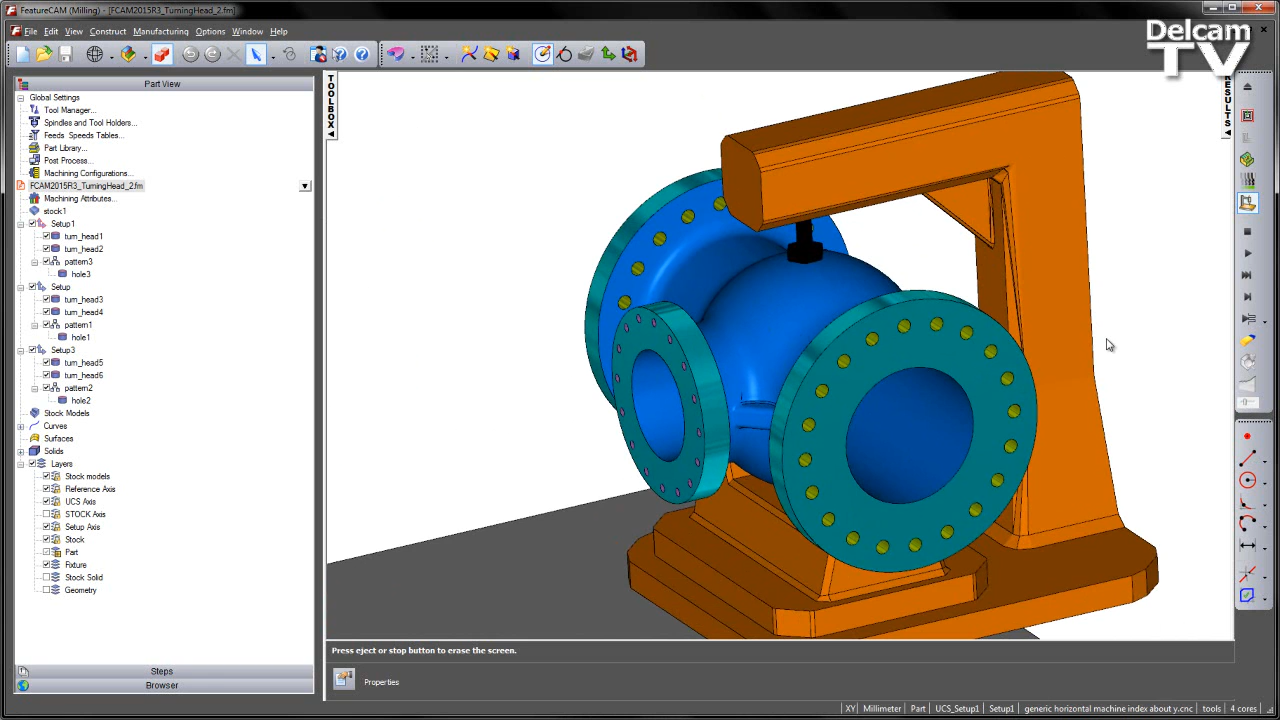 FeatureCAM (Milling) - [FCAM2015R3_TurningHead_2.fm]
File Edit View Construct Manufacturing Options Window Help
Delcam
TV
Part View
TOOLBOX
RESULTS
Global Settings
Tool Manager...
Spindles and Tool Holders...
Feeds Speeds Tables...
Part Library...
Post Process...
Machining Configurations...
FCAM2015R3_TurningHead_2.fm
Machining Attributes...
stock1
Setup1
turn_head1
turn_head2
pattern3
hole3
Setup
turn_head3
turn_head4
pattern1
hole1
Setup3
turn_head5
turn_head6
pattern2
hole2
Stock Models
Curves
Surfaces
Solids
Layers
Stock models
Reference Axis
UCS Axis
STOCK Axis
Setup Axis
Stock
Part
Fixture
Stock Solid
Geometry
Steps
Browser
Press eject or stop button to erase the screen.
Properties
XY Millimeter Part UCS_Setup1 Setup1 generic horizontal machine index about y.cnc tools 4 cores